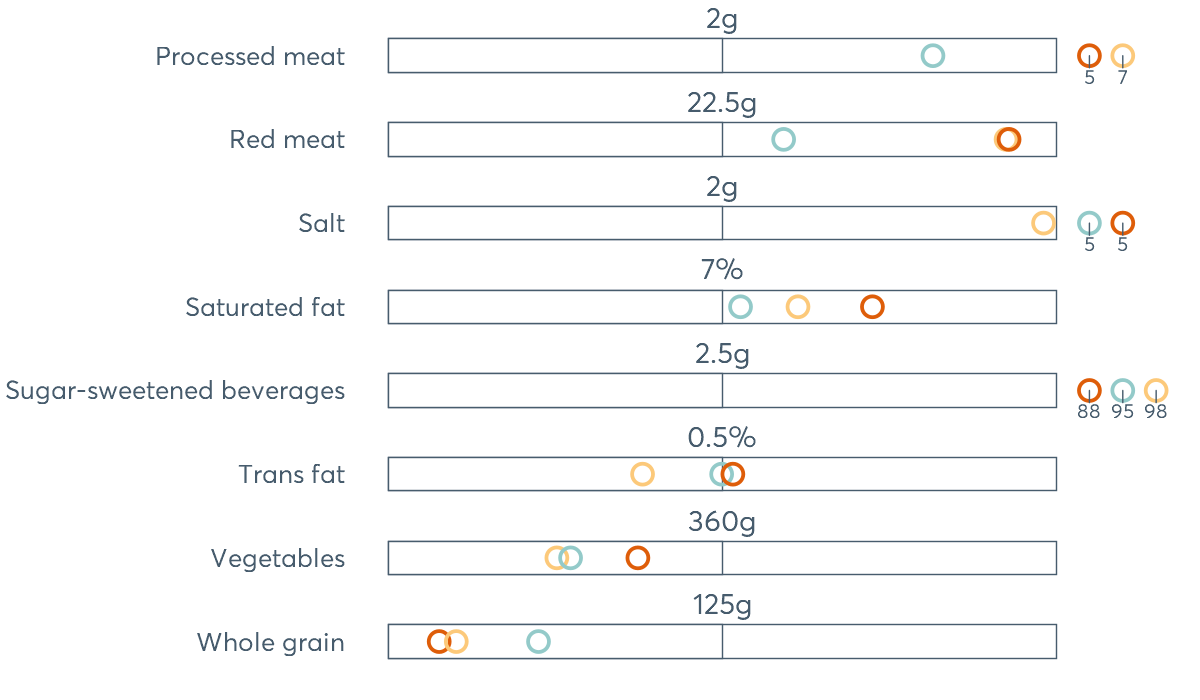 2g
Processed meat
5 7
22.5g
Red meat
2g
Salt
5 5
7%
Saturated fat
2.5g
Sugar-sweetened beverages
88 95 98
0.5%
Trans fat
360g
Vegetables
125g
Whole grain